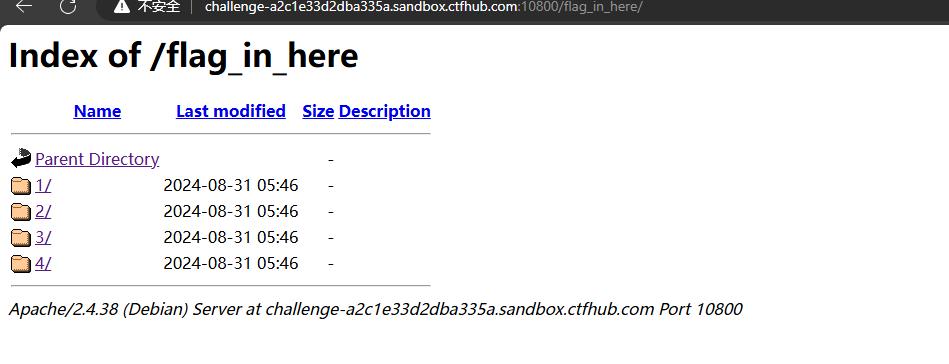 不安全 challenge-a2c1e33d2dba335a.sandbox.ctfhub.com:10800/flag_in_here/
Index of /flag_in_here
Name Last modified Size Description
Parent Directory -
1/ 2024-08-31 05:46 -
2/ 2024-08-31 05:46 -
3/ 2024-08-31 05:46 -
4/ 2024-08-31 05:46 -
Apache/2.4.38 (Debian) Server at challenge-a2c1e33d2dba335a.sandbox.ctfhub.com Port 10800